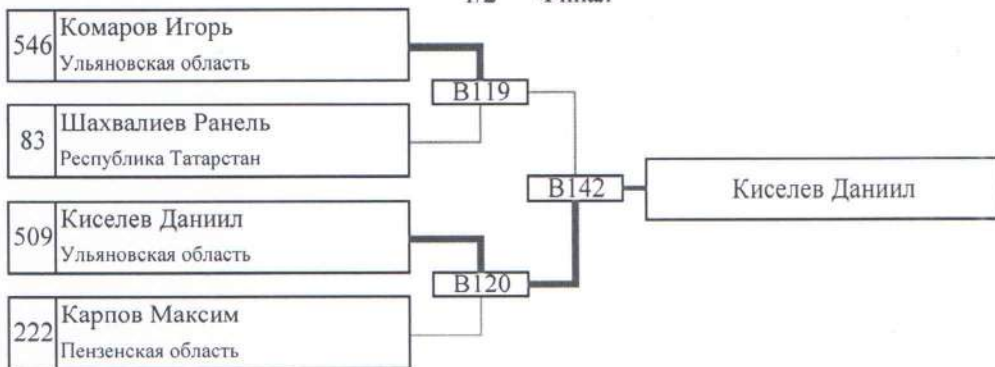 546
Комаров Игорь
Ульяновская область
B119
83
Шахвалиев Ранель
Республика Татарстан
B142
Киселев Даниил
509
Киселев Даниил
Ульяновская область
B120
222
Карпов Максим
Пензенская область